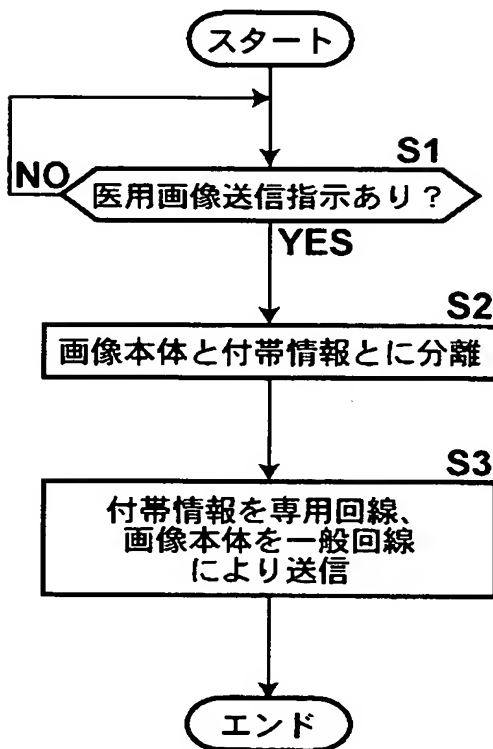 スタート
S1
NO
医用画像送信指示あり？
YES
S2
画像本体と付帯情報とに分離
S3
付帯情報を専用回線、
画像本体を一般回線
により送信
エンド